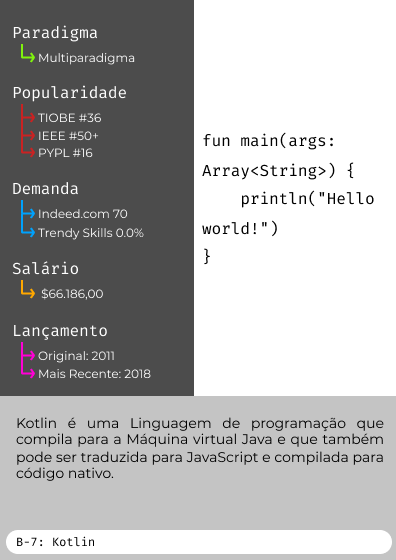 Paradigma
Multiparadigma
Popularidade
TIOBE #36
IEEE #50+
PYPL #16
Demanda
Indeed.com 70
Trendy Skills 0.0%
Salário
$66.186,00
Lançamento
Original: 2011
Mais Recente: 2018
fun main(args:
Array<String>) {
    println("Hello
world!")
}
Kotlin é uma Linguagem de programação que
compila para a Máquina virtual Java e que também
pode ser traduzida para JavaScript e compilada para
código nativo.
B-7: Kotlin